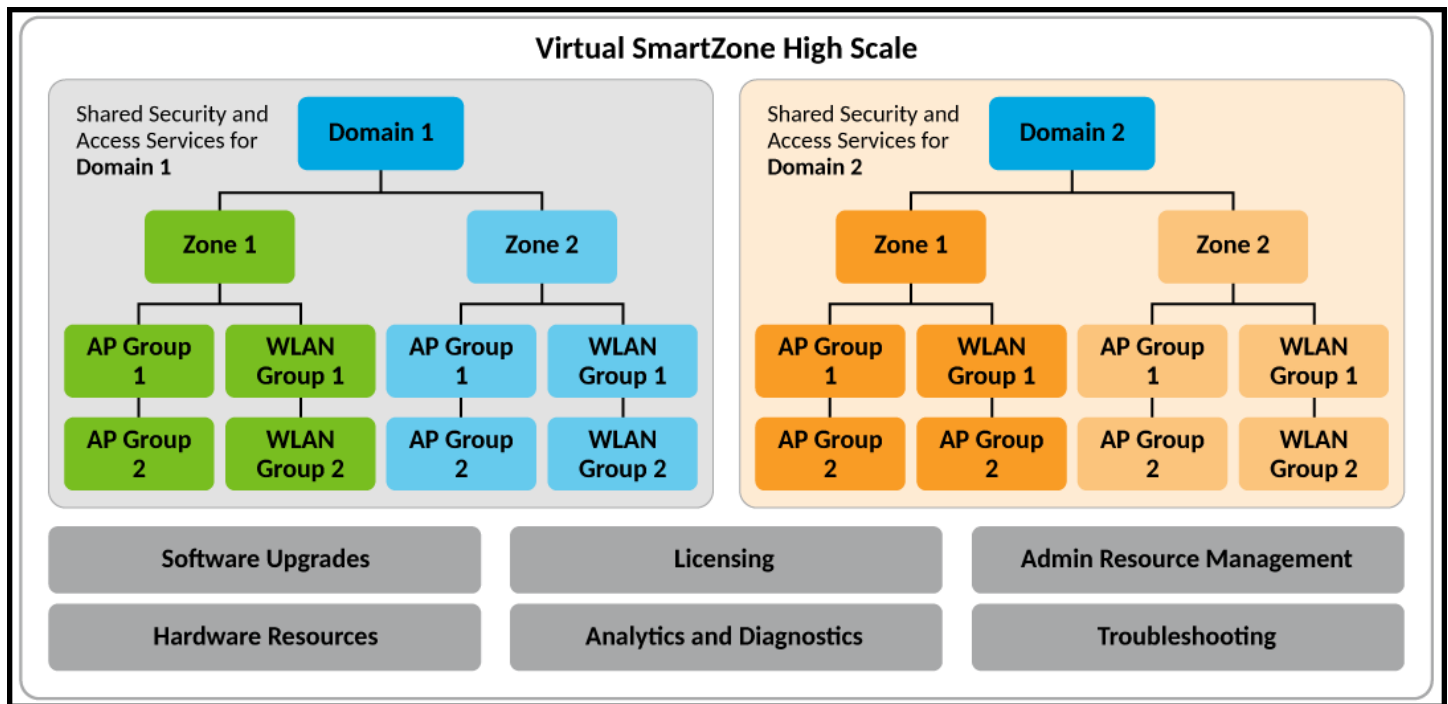 Virtual SmartZone High Scale
Shared Security and
Access Services for
Domain 1
Domain 1
Zone 1
Zone 2
AP Group
1
WLAN
Group 1
AP Group
1
WLAN
Group 1
AP Group
2
WLAN
Group 2
AP Group
2
WLAN
Group 2
Shared Security and
Access Services for
Domain 2
Domain 2
Zone 1
Zone 2
AP Group
1
WLAN
Group 1
AP Group
1
WLAN
Group 1
AP Group
2
AP Group
2
AP Group
2
WLAN
Group 2
Software Upgrades
Licensing
Admin Resource Management
Hardware Resources
Analytics and Diagnostics
Troubleshooting